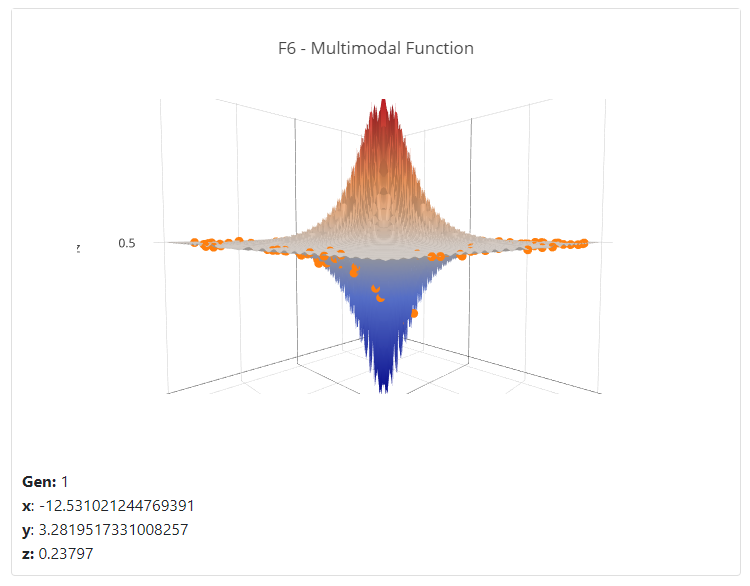 F6 - Multimodal Function
z
0.5
Gen: 1
x: -12.531021244769391
y: 3.2819517331008257
z: 0.23797